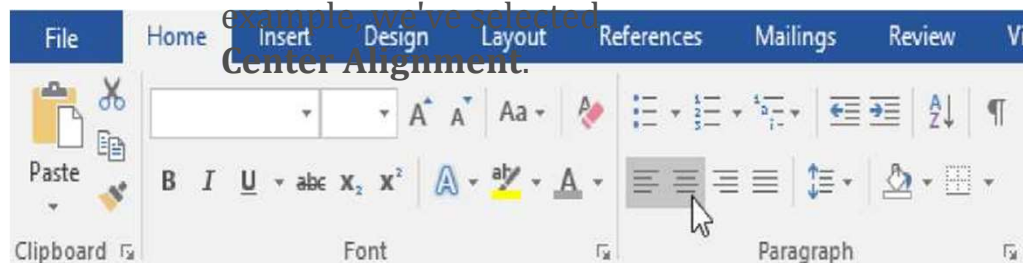 example, we've selected
File Home Insert Design Layout References Mailings Review
Center Alignment.
Aa
Paste
B I U abc X₂ X² A aby A
Clipboard Font Paragraph